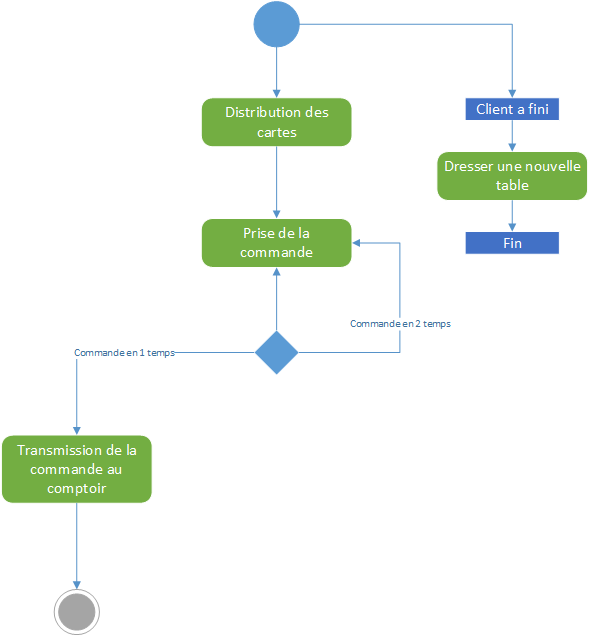 Distribution des
cartes
Client a fini
Dresser une nouvelle
table
Prise de la
commande
Fin
Commande en 2 temps
Commande en 1 temps
Transmission de la
commande au
comptoir